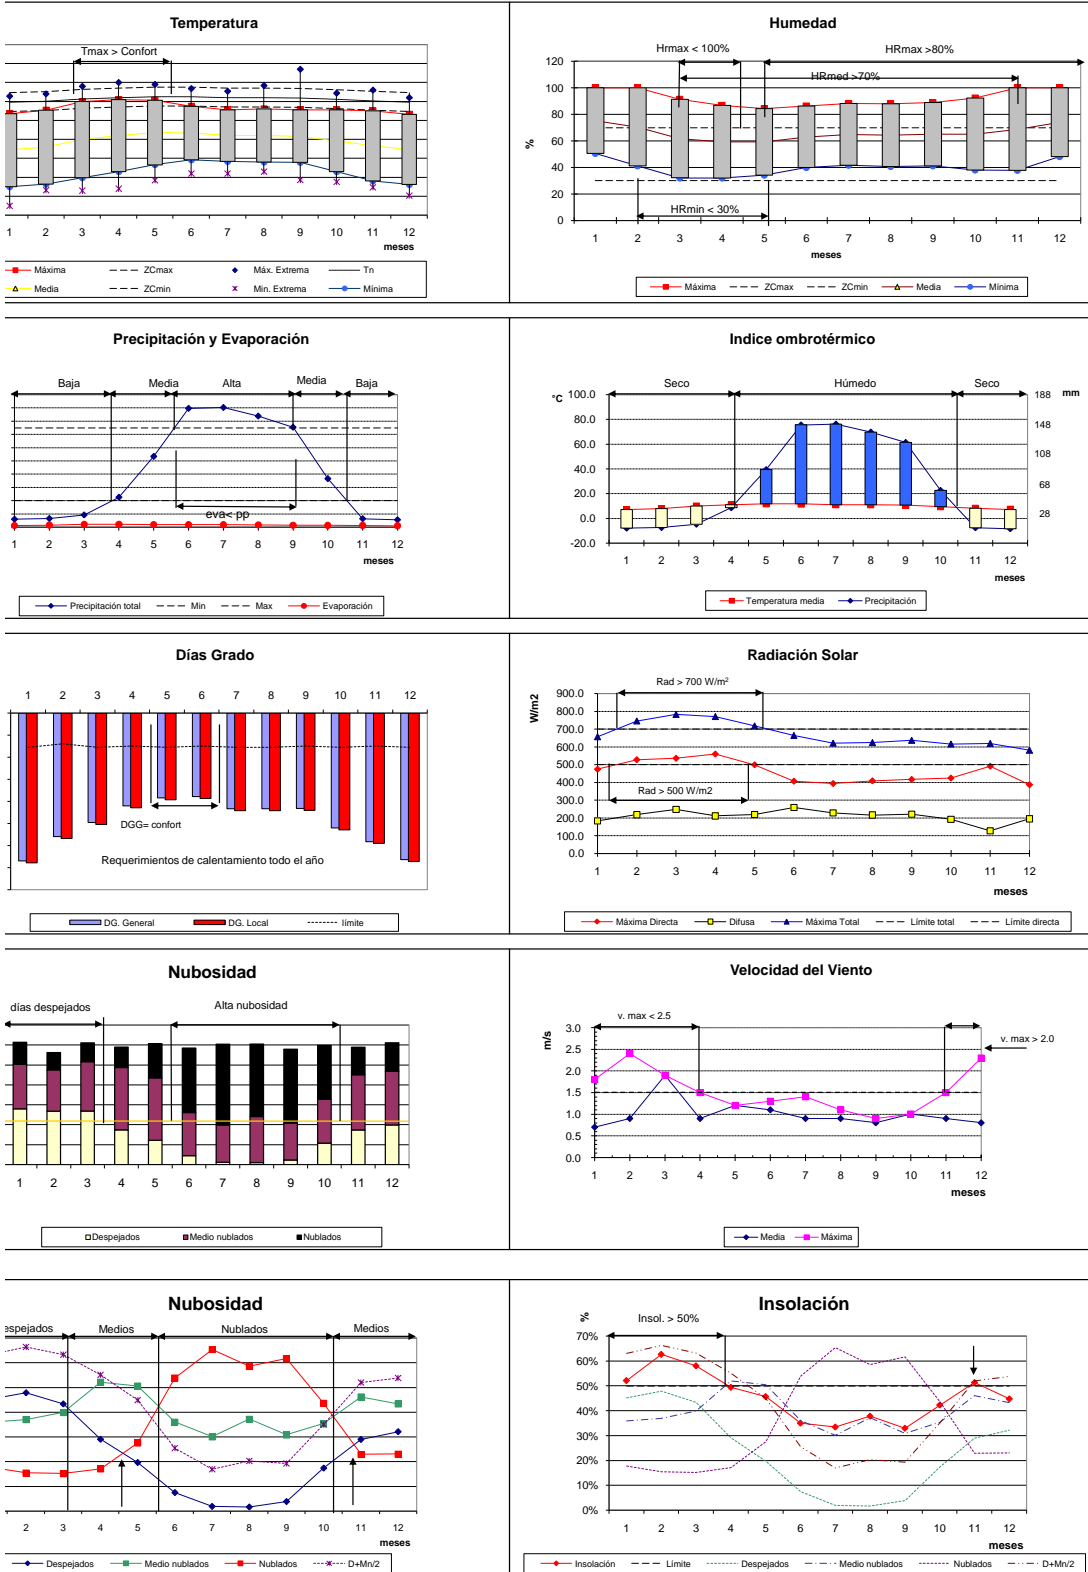 Temperatura
Tmax > Confort
1 2 3 4 5 6 7 8 9 10 11 12
meses
Máxima ZCmax Máx. Extrema Tn
Media ZCmin Min. Extrema Mínima
Humedad
Hrmax < 100%
HRmax >80%
HRmed >70%
HRmin < 30%
%
120
100
80
60
40
20
0
1 2 3 4 5 6 7 8 9 10 11 12
meses
Máxima ZCmax ZCmin Media Mínima
Precipitación y Evaporación
Baja Media Alta Media Baja
eva< pp
1 2 3 4 5 6 7 8 9 10 11 12
meses
Precipitación total Min Max Evaporación
Indice ombrotérmico
Seco Húmedo Seco
°C
100.0
80.0
60.0
40.0
20.0
0.0
-20.0
mm
188
148
108
68
28
1 2 3 4 5 6 7 8 9 10 11 12
meses
Temperatura media Precipitación
Días Grado
1 2 3 4 5 6 7 8 9 10 11 12
DGG= confort
Requerimientos de calentamiento todo el año
DG. General DG. Local límite
Radiación Solar
W/m2
900.0
800.0
700.0
600.0
500.0
400.0
300.0
200.0
100.0
0.0
Rad > 700 W/m²
Rad > 500 W/m2
1 2 3 4 5 6 7 8 9 10 11 12
meses
Máxima Directa Difusa Máxima Total Límite total Límite directa
Nubosidad
días despejados
Alta nubosidad
1 2 3 4 5 6 7 8 9 10 11 12
Despejados Medio nublados Nublados
Velocidad del Viento
m/s
v. max < 2.5
v. max > 2.0
3.0
2.5
2.0
1.5
1.0
0.5
0.0
1 2 3 4 5 6 7 8 9 10 11 12
meses
Media Máxima
Nubosidad
espejados Medios Nublados Medios
2 3 4 5 6 7 8 9 10 11 12
Despejados Medio nublados Nublados D+Mn/2
Insolación
%
Insol. > 50%
70%
60%
50%
40%
30%
20%
10%
0%
1 2 3 4 5 6 7 8 9 10 11 12
meses
Insolación Límite Despejados Medio nublados Nublados D+Mn/2